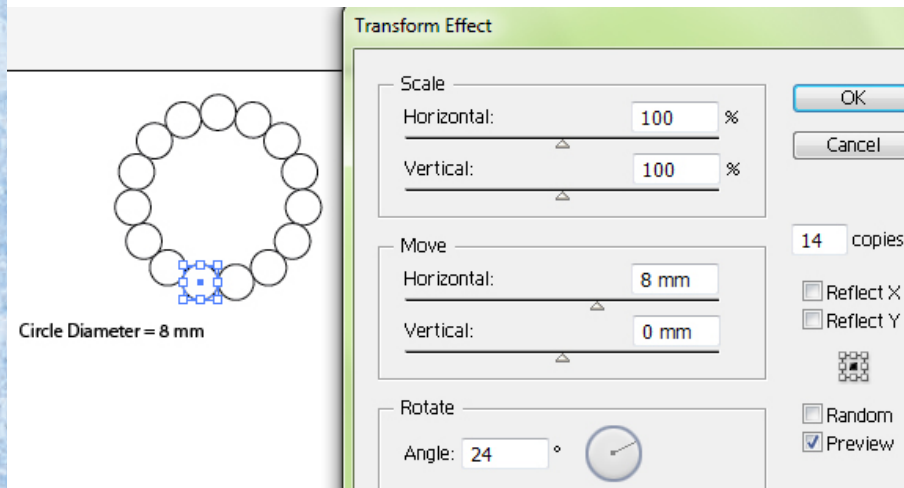 Transform Effect
Scale
Horizontal: 100 %
OK
Cancel
Vertical: 100 %
14 copies
Move
Horizontal: 8 mm
Reflect X
Reflect Y
Vertical: 0 mm
Circle Diameter = 8 mm
Rotate
Random
Angle: 24 °
Preview